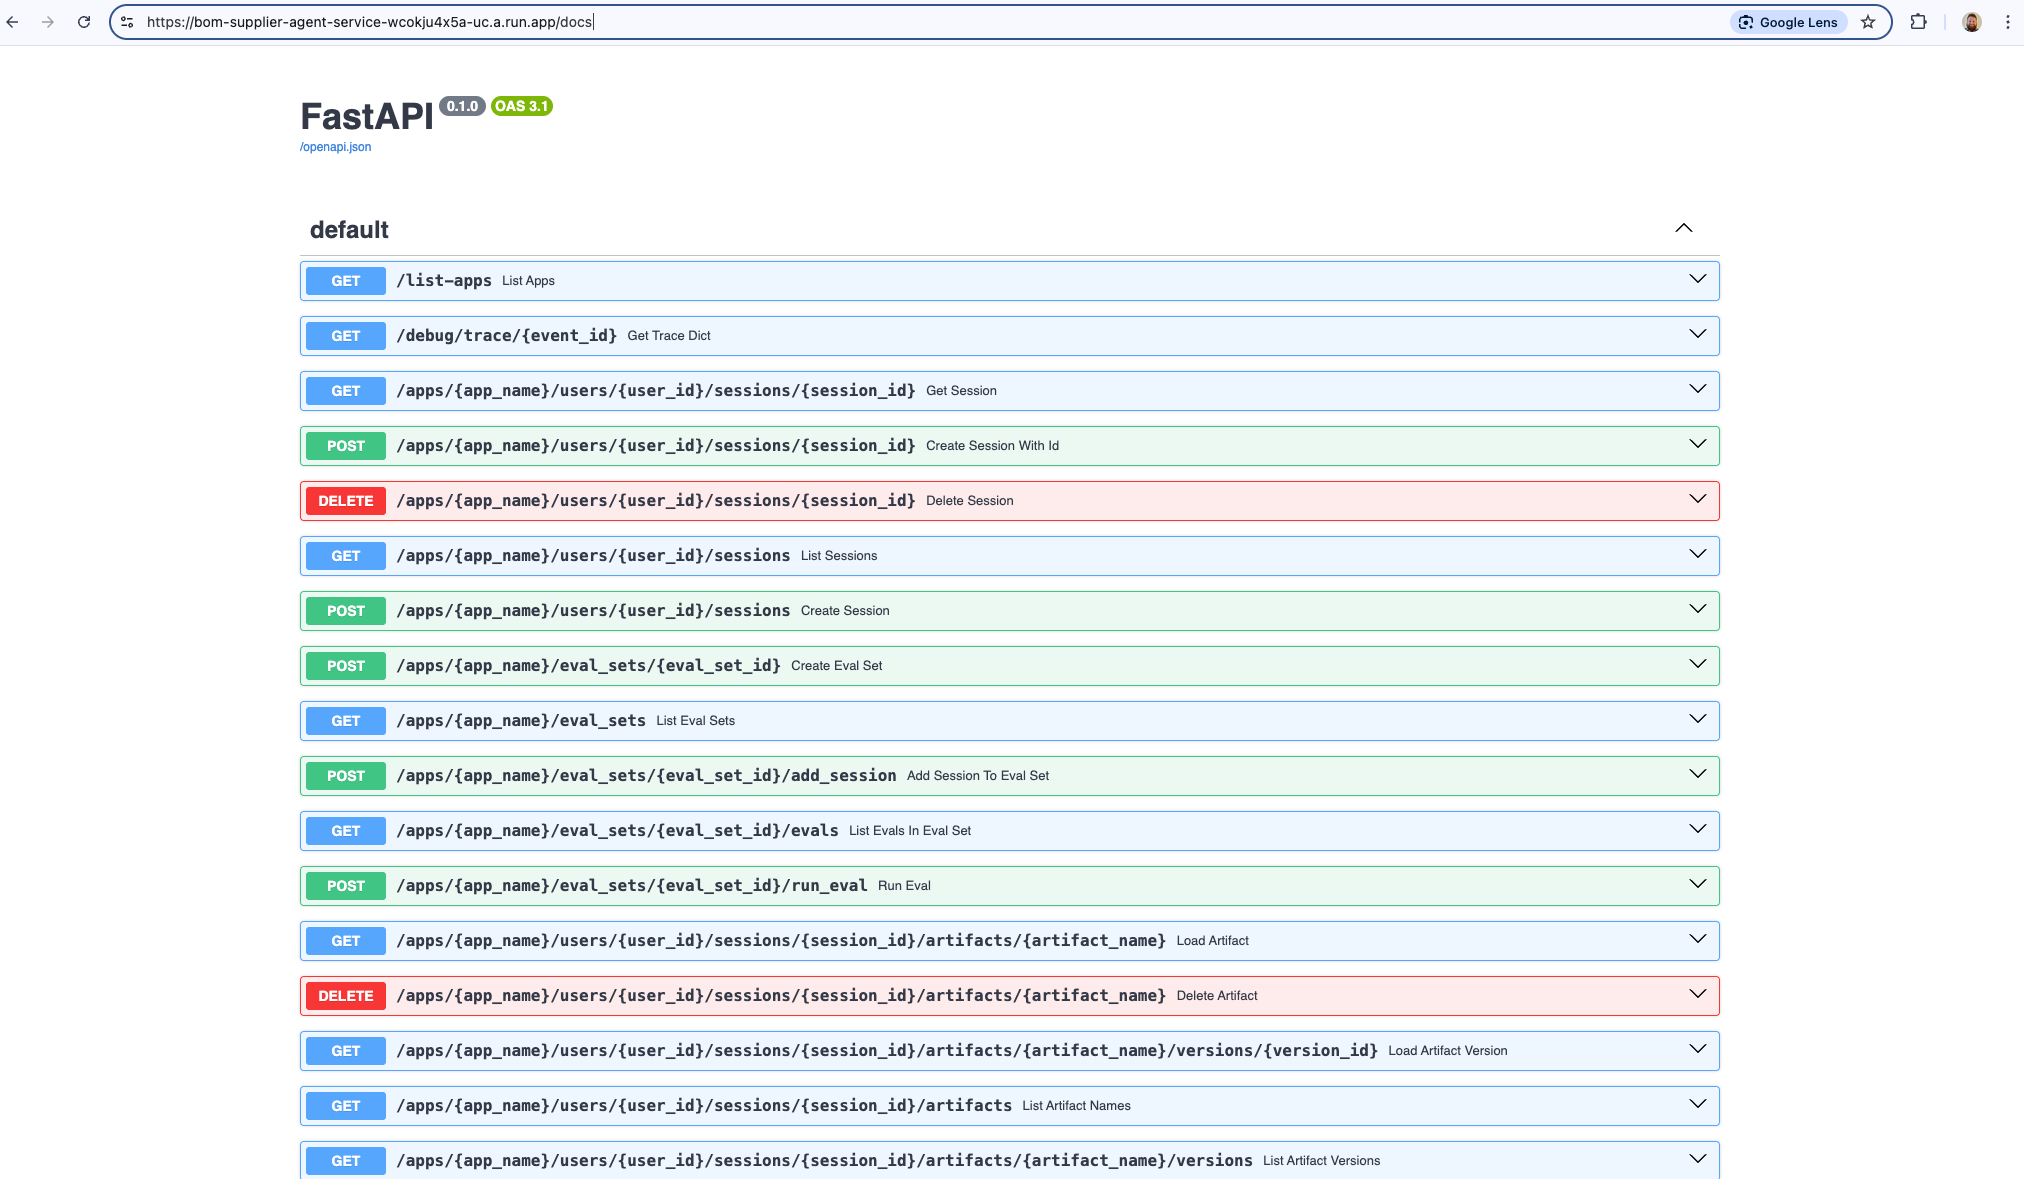 https://bom-supplier-agent-service-wcokju4x5a-uc.a.run.app/docs
Google Lens
FastAPI 0.1.0 OAS 3.1
/openapi.json
default
GET /list-apps List Apps
GET /debug/trace/{event_id} Get Trace Dict
GET /apps/{app_name}/users/{user_id}/sessions/{session_id} Get Session
POST /apps/{app_name}/users/{user_id}/sessions/{session_id} Create Session With Id
DELETE /apps/{app_name}/users/{user_id}/sessions/{session_id} Delete Session
GET /apps/{app_name}/users/{user_id}/sessions List Sessions
POST /apps/{app_name}/users/{user_id}/sessions Create Session
POST /apps/{app_name}/eval_sets/{eval_set_id} Create Eval Set
GET /apps/{app_name}/eval_sets List Eval Sets
POST /apps/{app_name}/eval_sets/{eval_set_id}/add_session Add Session To Eval Set
GET /apps/{app_name}/eval_sets/{eval_set_id}/evals List Evals In Eval Set
POST /apps/{app_name}/eval_sets/{eval_set_id}/run_eval Run Eval
GET /apps/{app_name}/users/{user_id}/sessions/{session_id}/artifacts/{artifact_name} Load Artifact
DELETE /apps/{app_name}/users/{user_id}/sessions/{session_id}/artifacts/{artifact_name} Delete Artifact
GET /apps/{app_name}/users/{user_id}/sessions/{session_id}/artifacts/{artifact_name}/versions/{version_id} Load Artifact Version
GET /apps/{app_name}/users/{user_id}/sessions/{session_id}/artifacts List Artifact Names
GET /apps/{app_name}/users/{user_id}/sessions/{session_id}/artifacts/{artifact_name}/versions List Artifact Versions